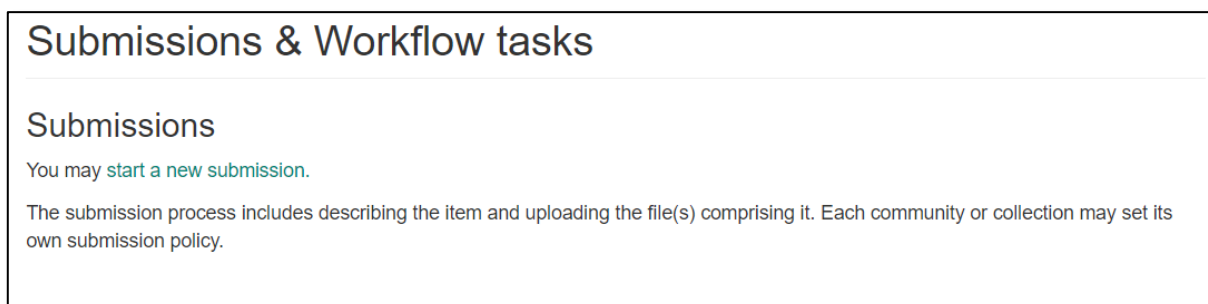 Submissions & Workflow tasks
Submissions
You may start a new submission.
The submission process includes describing the item and uploading the file(s) comprising it. Each community or collection may set its
own submission policy.